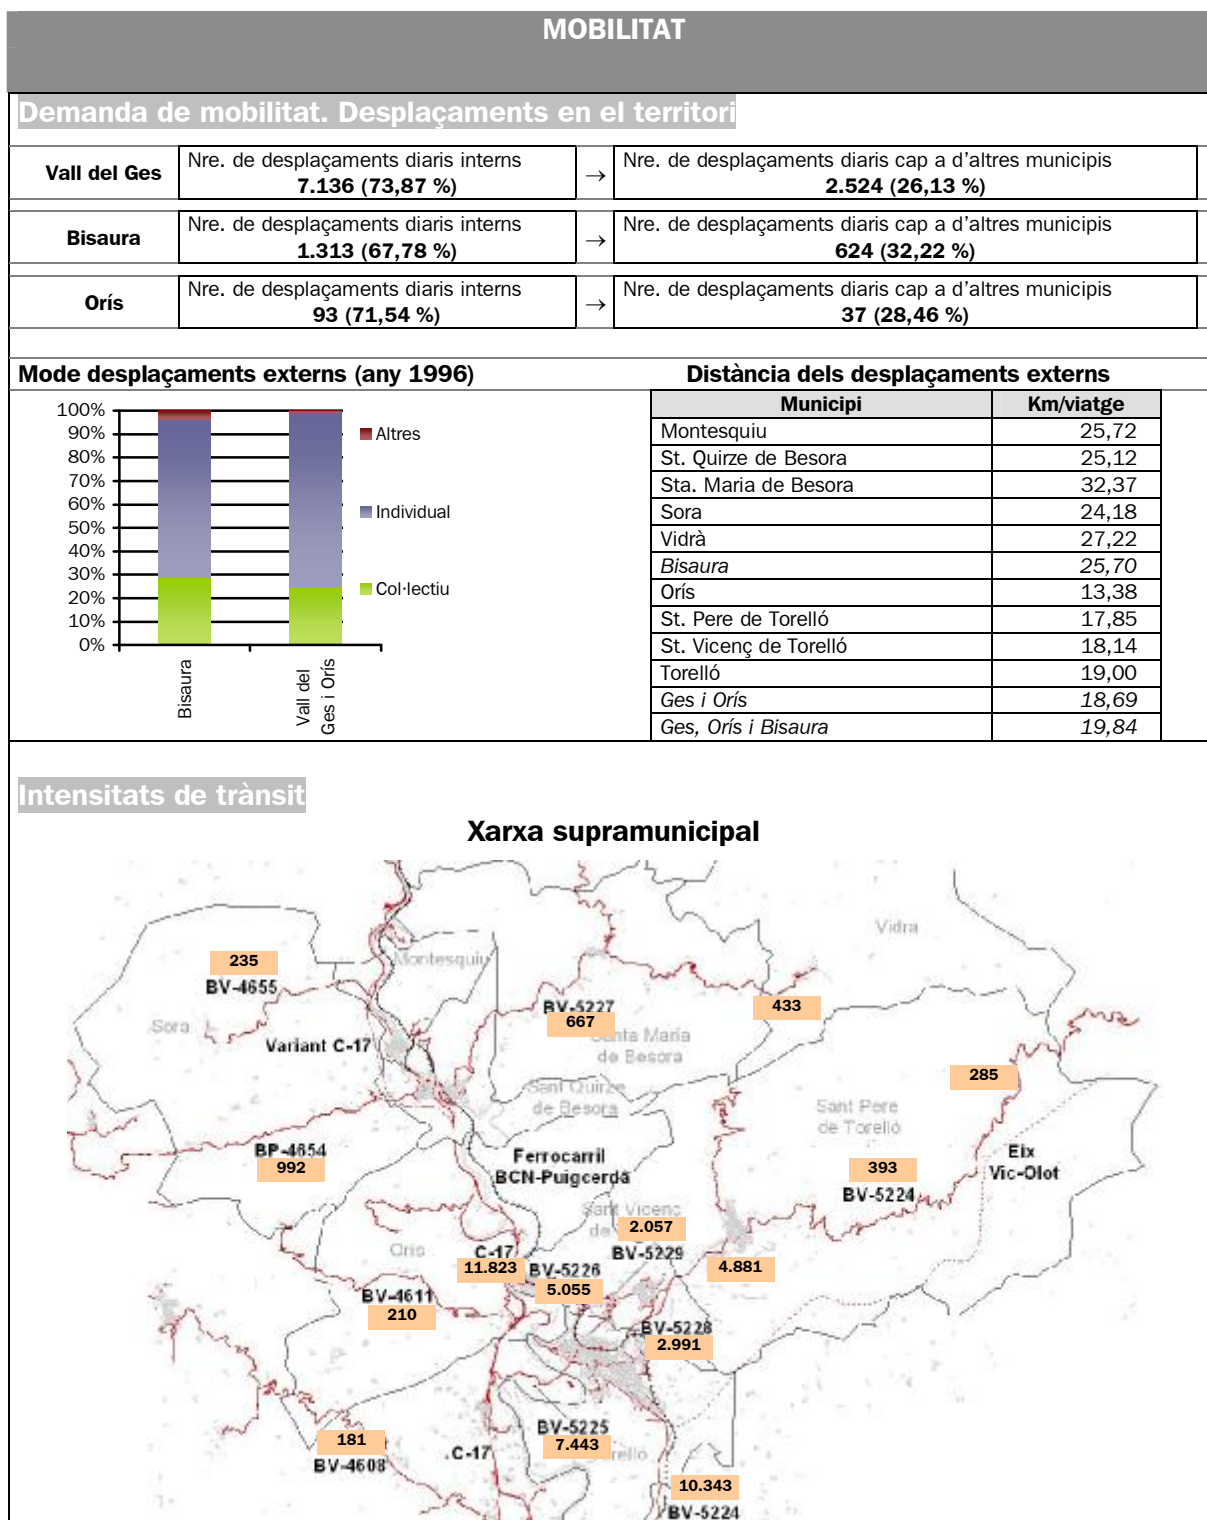 MOBILITAT
Demanda de mobilitat. Desplaçaments en el territori
Vall del Ges
Nre. de desplaçaments diaris interns
7.136 (73,87 %)
→
Nre. de desplaçaments diaris cap a d'altres municipis
2.524 (26,13 %)
Bisaura
Nre. de desplaçaments diaris interns
1.313 (67,78 %)
→
Nre. de desplaçaments diaris cap a d'altres municipis
624 (32,22 %)
Orís
Nre. de desplaçaments diaris interns
93 (71,54 %)
→
Nre. de desplaçaments diaris cap a d'altres municipis
37 (28,46 %)
Mode desplaçaments externs (any 1996)
100%
90%
80%
70%
60%
50%
40%
30%
20%
10%
0%
Bisaura
Vall del
Ges i Orís
Altres
Individual
Col·lectiu
Distància dels desplaçaments externs
Municipi Km/viatge
Montesquiu 25,72
St. Quirze de Besora 25,12
Sta. Maria de Besora 32,37
Sora 24,18
Vidrà 27,22
Bisaura 25,70
Orís 13,38
St. Pere de Torelló 17,85
St. Vicenç de Torelló 18,14
Torelló 19,00
Ges i Orís 18,69
Ges, Orís i Bisaura 19,84
Intensitats de trànsit
Xarxa supramunicipal
Vidra
Montesquiu
235
BV-4655
433
BV-5227
667
Santa Maria
de Besora
Sora
Variant C-17
285
Sant Quirze
de Besora
Sant Pere
de Torelló
BP-4654
992
Ferrocarril
BCN-Puigcerdà
Eix
Vic-Olot
393
BV-5224
Sant Vicenç
de
2.057
BV-5229
Orís
C-17
11.823
BV-5226
5.055
4.881
BV-4611
210
BV-5228
2.991
BV-5225
7.443
181
BV-4608
.C-17
10.343
BV-5224